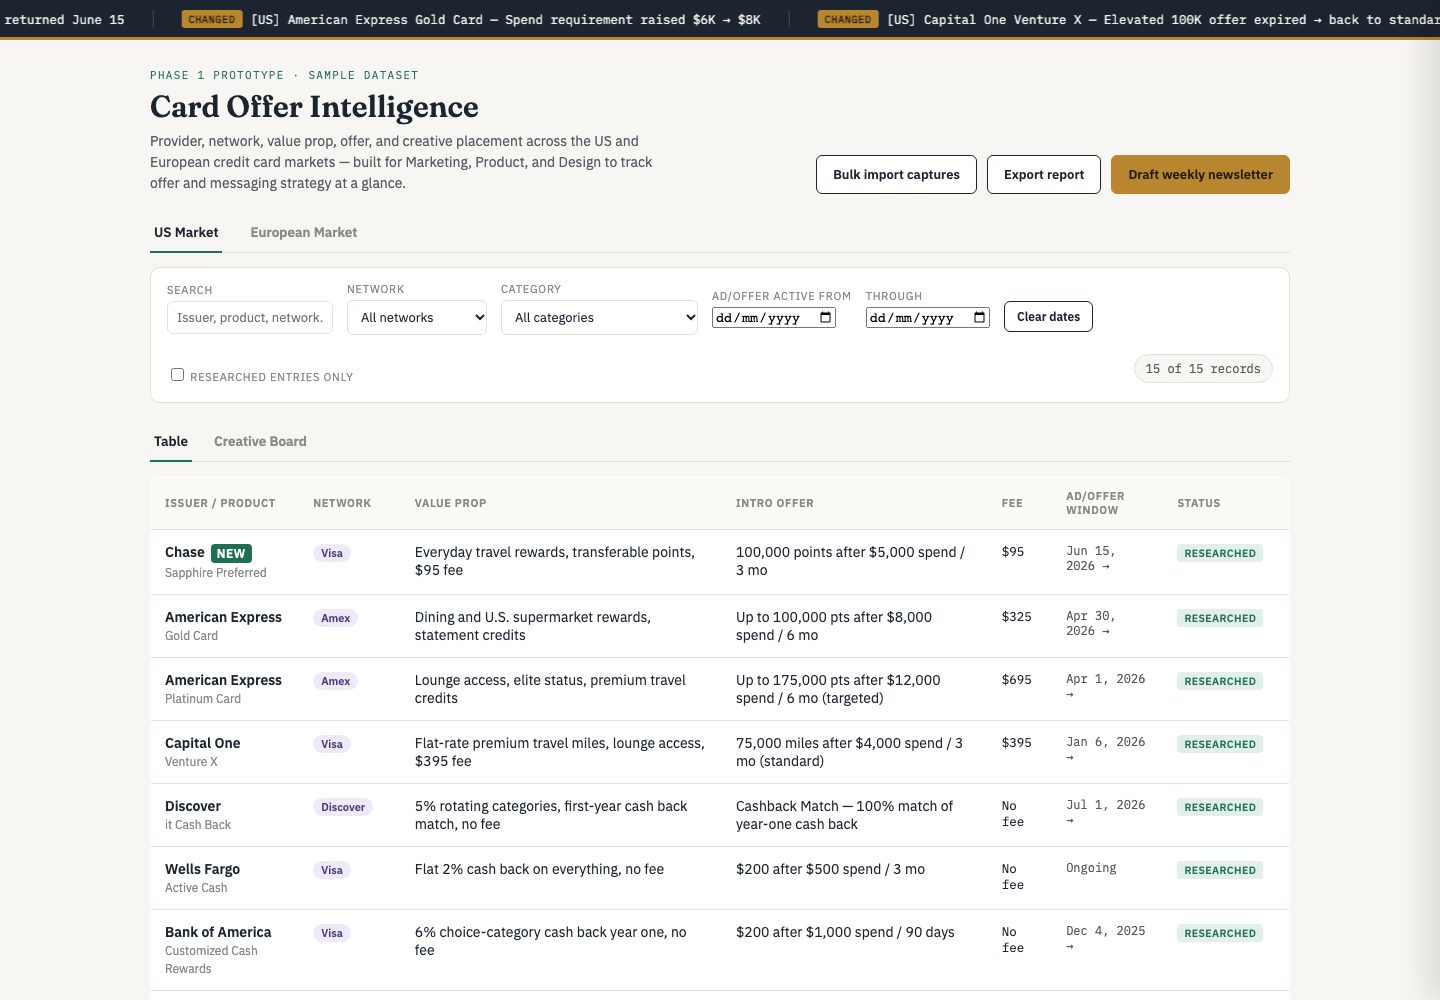 returned June 15
CHANGED [US] American Express Gold Card — Spend requirement raised $6K → $8K
CHANGED [US] Capital One Venture X — Elevated 100K offer expired → back to
PHASE 1 PROTOTYPE · SAMPLE DATASET
Card Offer Intelligence
Provider, network, value prop, offer, and creative placement across the US and
European credit card markets — built for Marketing, Product, and Design to track
offer and messaging strategy at a glance.
Bulk import captures
Export report
Draft weekly newsletter
US Market
European Market
SEARCH
Issuer, product, network.
NETWORK
All networks
CATEGORY
All categories
AD/OFFER ACTIVE FROM
dd/mm/yyyy
THROUGH
dd/mm/yyyy
Clear dates
RESEARCHED ENTRIES ONLY
15 of 15 records
Table
Creative Board
ISSUER / PRODUCT
NETWORK
VALUE PROP
INTRO OFFER
FEE
AD/OFFER
WINDOW
STATUS
Chase NEW
Sapphire Preferred
Visa
Everyday travel rewards, transferable points,
$95 fee
100,000 points after $5,000 spend /
3 mo
$95
Jun 15,
2026 →
RESEARCHED
American Express
Gold Card
Amex
Dining and U.S. supermarket rewards,
statement credits
Up to 100,000 pts after $8,000
spend / 6 mo
$325
Apr 30,
2026 →
RESEARCHED
American Express
Platinum Card
Amex
Lounge access, elite status, premium travel
credits
Up to 175,000 pts after $12,000
spend / 6 mo (targeted)
$695
Apr 1, 2026
→
RESEARCHED
Capital One
Venture X
Visa
Flat-rate premium travel miles, lounge access,
$395 fee
75,000 miles after $4,000 spend / 3
mo (standard)
$395
Jan 6, 2026
→
RESEARCHED
Discover
it Cash Back
Discover
5% rotating categories, first-year cash back
match, no fee
Cashback Match — 100% match of
year-one cash back
No
fee
Jul 1, 2026
→
RESEARCHED
Wells Fargo
Active Cash
Visa
Flat 2% cash back on everything, no fee
$200 after $500 spend / 3 mo
No
fee
Ongoing
RESEARCHED
Bank of America
Customized Cash
Rewards
Visa
6% choice-category cash back year one, no
fee
$200 after $1,000 spend / 90 days
No
fee
Dec 4, 2025
→
RESEARCHED